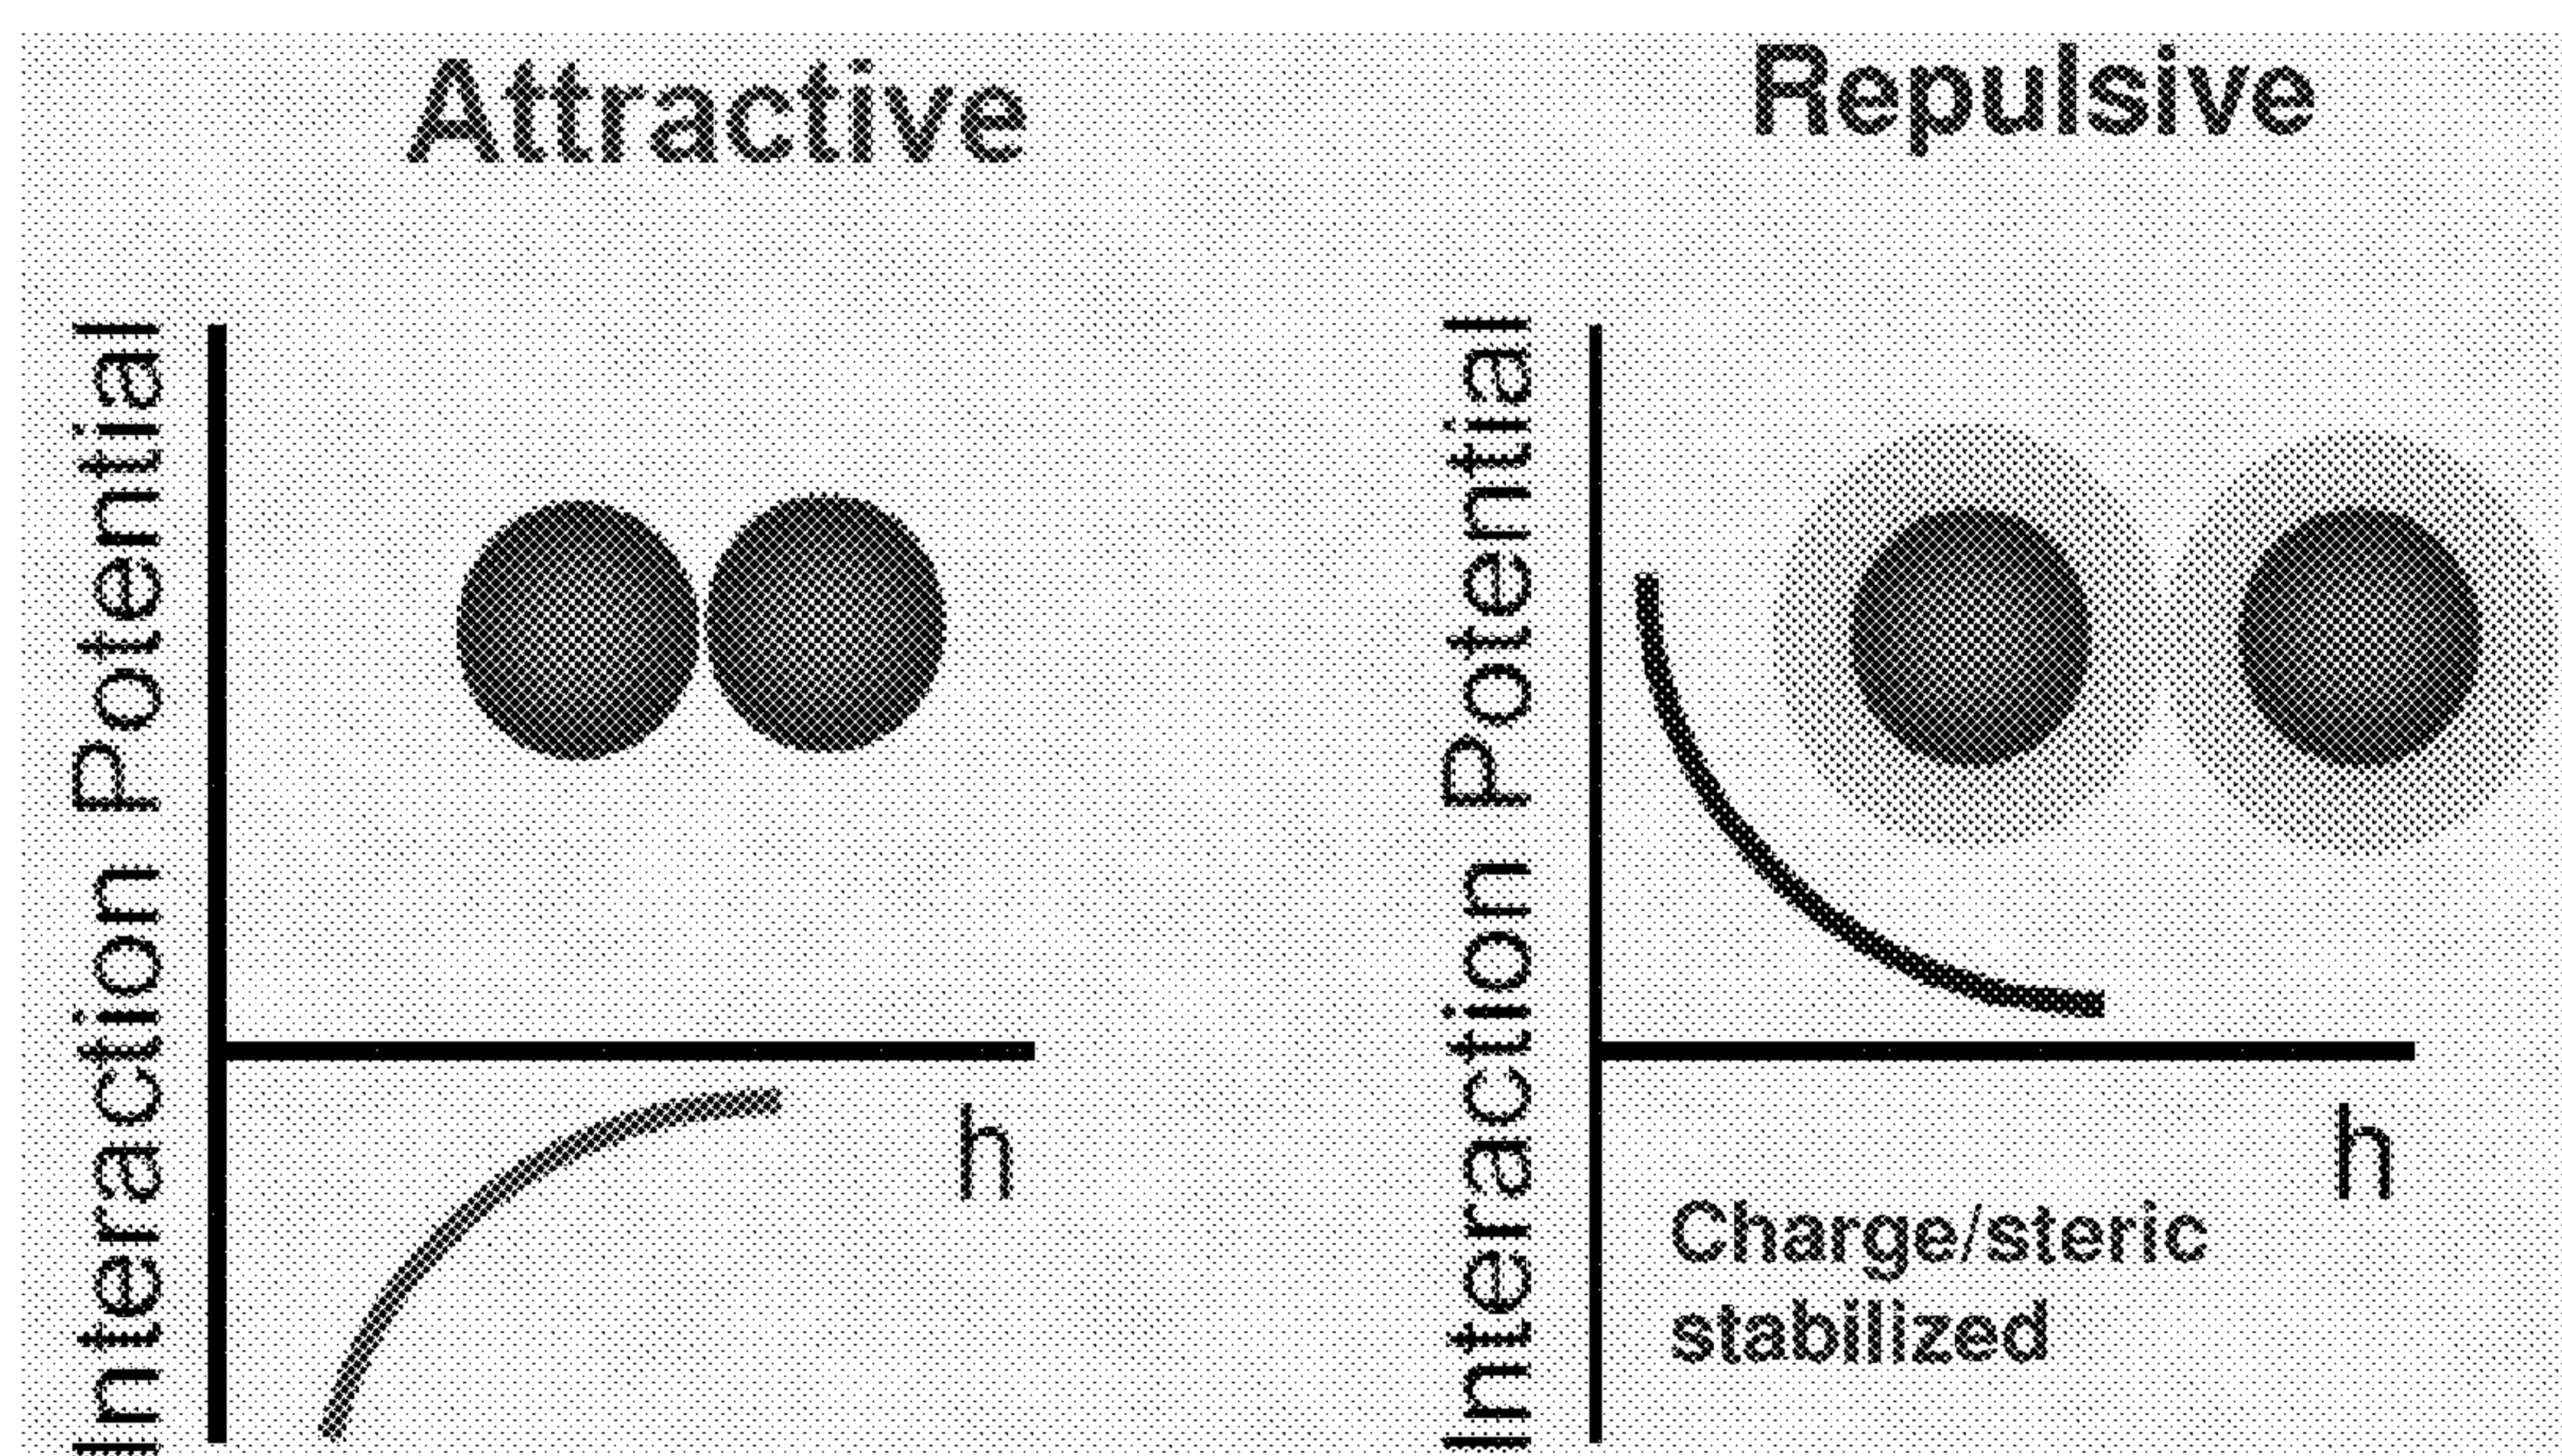 Attractive
Repulsive
Interaction Potential
h
Interaction Potential
h
Charge/steric
stabilized